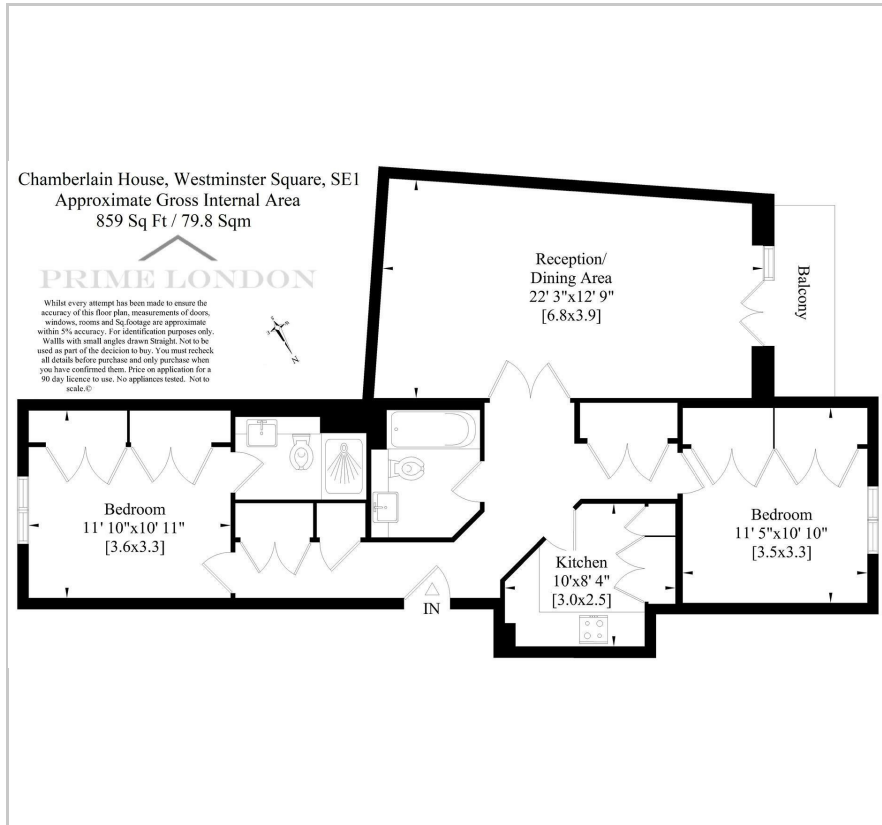 Chamberlain House, Westminster Square, SE1
Approximate Gross Internal Area
859 Sq Ft / 79.8 Sqm
PRIME LONDON
Whilst every attempt has been made to ensure the
accuracy of this floor plan, measurements of doors,
windows, rooms and Sq.footage are approximate
within 5% accuracy. For identification purposes only.
Wallls with small angles drawn Straight. Not to be
used as part of the decicion to buy. You must recheck
all details before purchase and only purchase when
you have confirmed them. Price on application for a
90 day licence to use. No appliances tested. Not to
scale.©
N
Reception/
Dining Area
22' 3"x12' 9"
[6.8x3.9]
Balcony
Bedroom
11' 10"x10' 11"
[3.6x3.3]
IN
Kitchen
10'x8' 4"
[3.0x2.5]
Bedroom
11' 5"x10' 10"
[3.5x3.3]